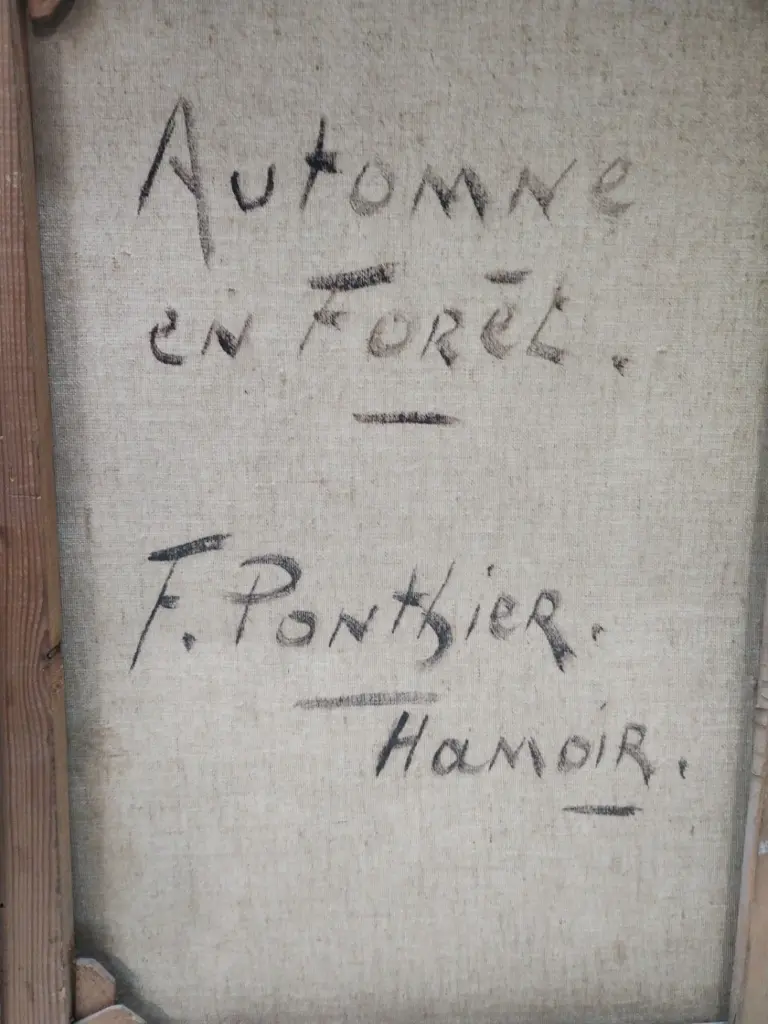 Automne
en Forêt.
F. Ponthier.
Hamoir.